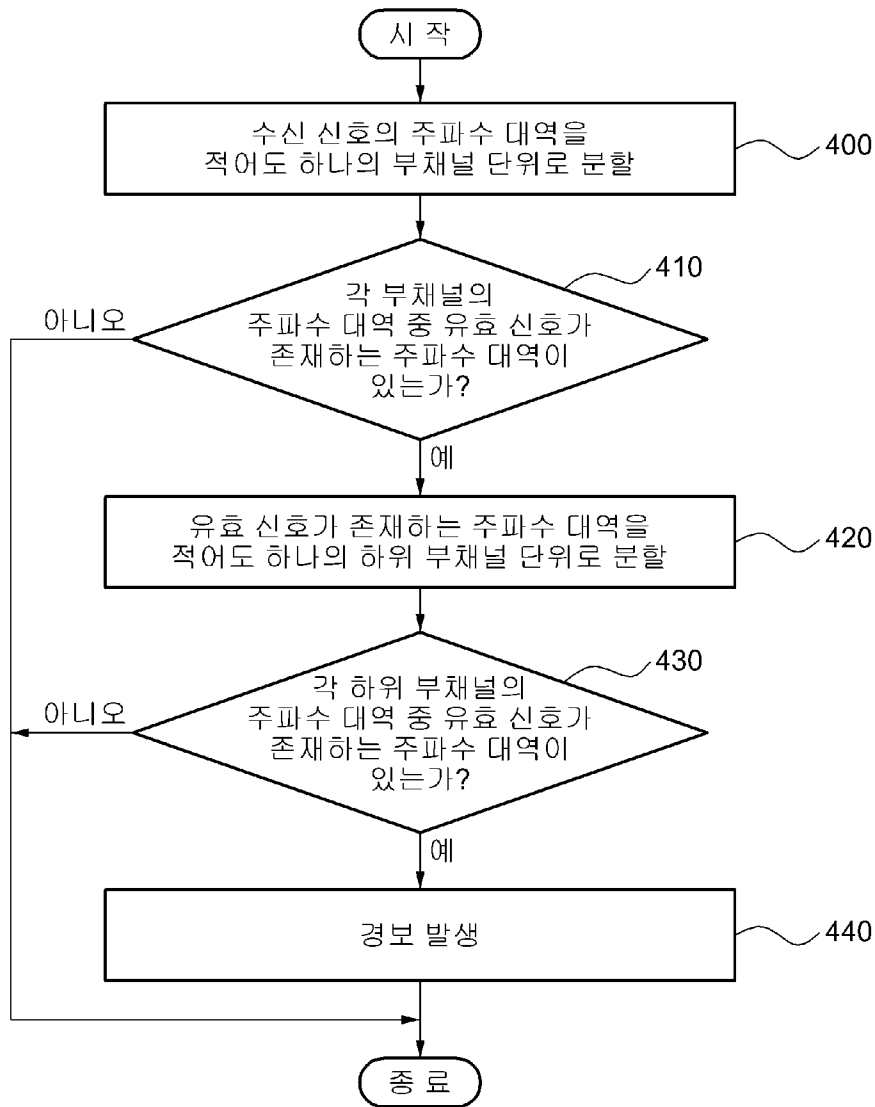 시 작
수신 신호의 주파수 대역을
적어도 하나의 부채널 단위로 분할
400
410
각 부채널의
주파수 대역 중 유효 신호가
존재하는 주파수 대역이
있는가?
아니오
예
유효 신호가 존재하는 주파수 대역을
적어도 하나의 하위 부채널 단위로 분할
420
430
각 하위 부채널의
주파수 대역 중 유효 신호가
존재하는 주파수 대역이
있는가?
아니오
예
경보 발생
440
종 료